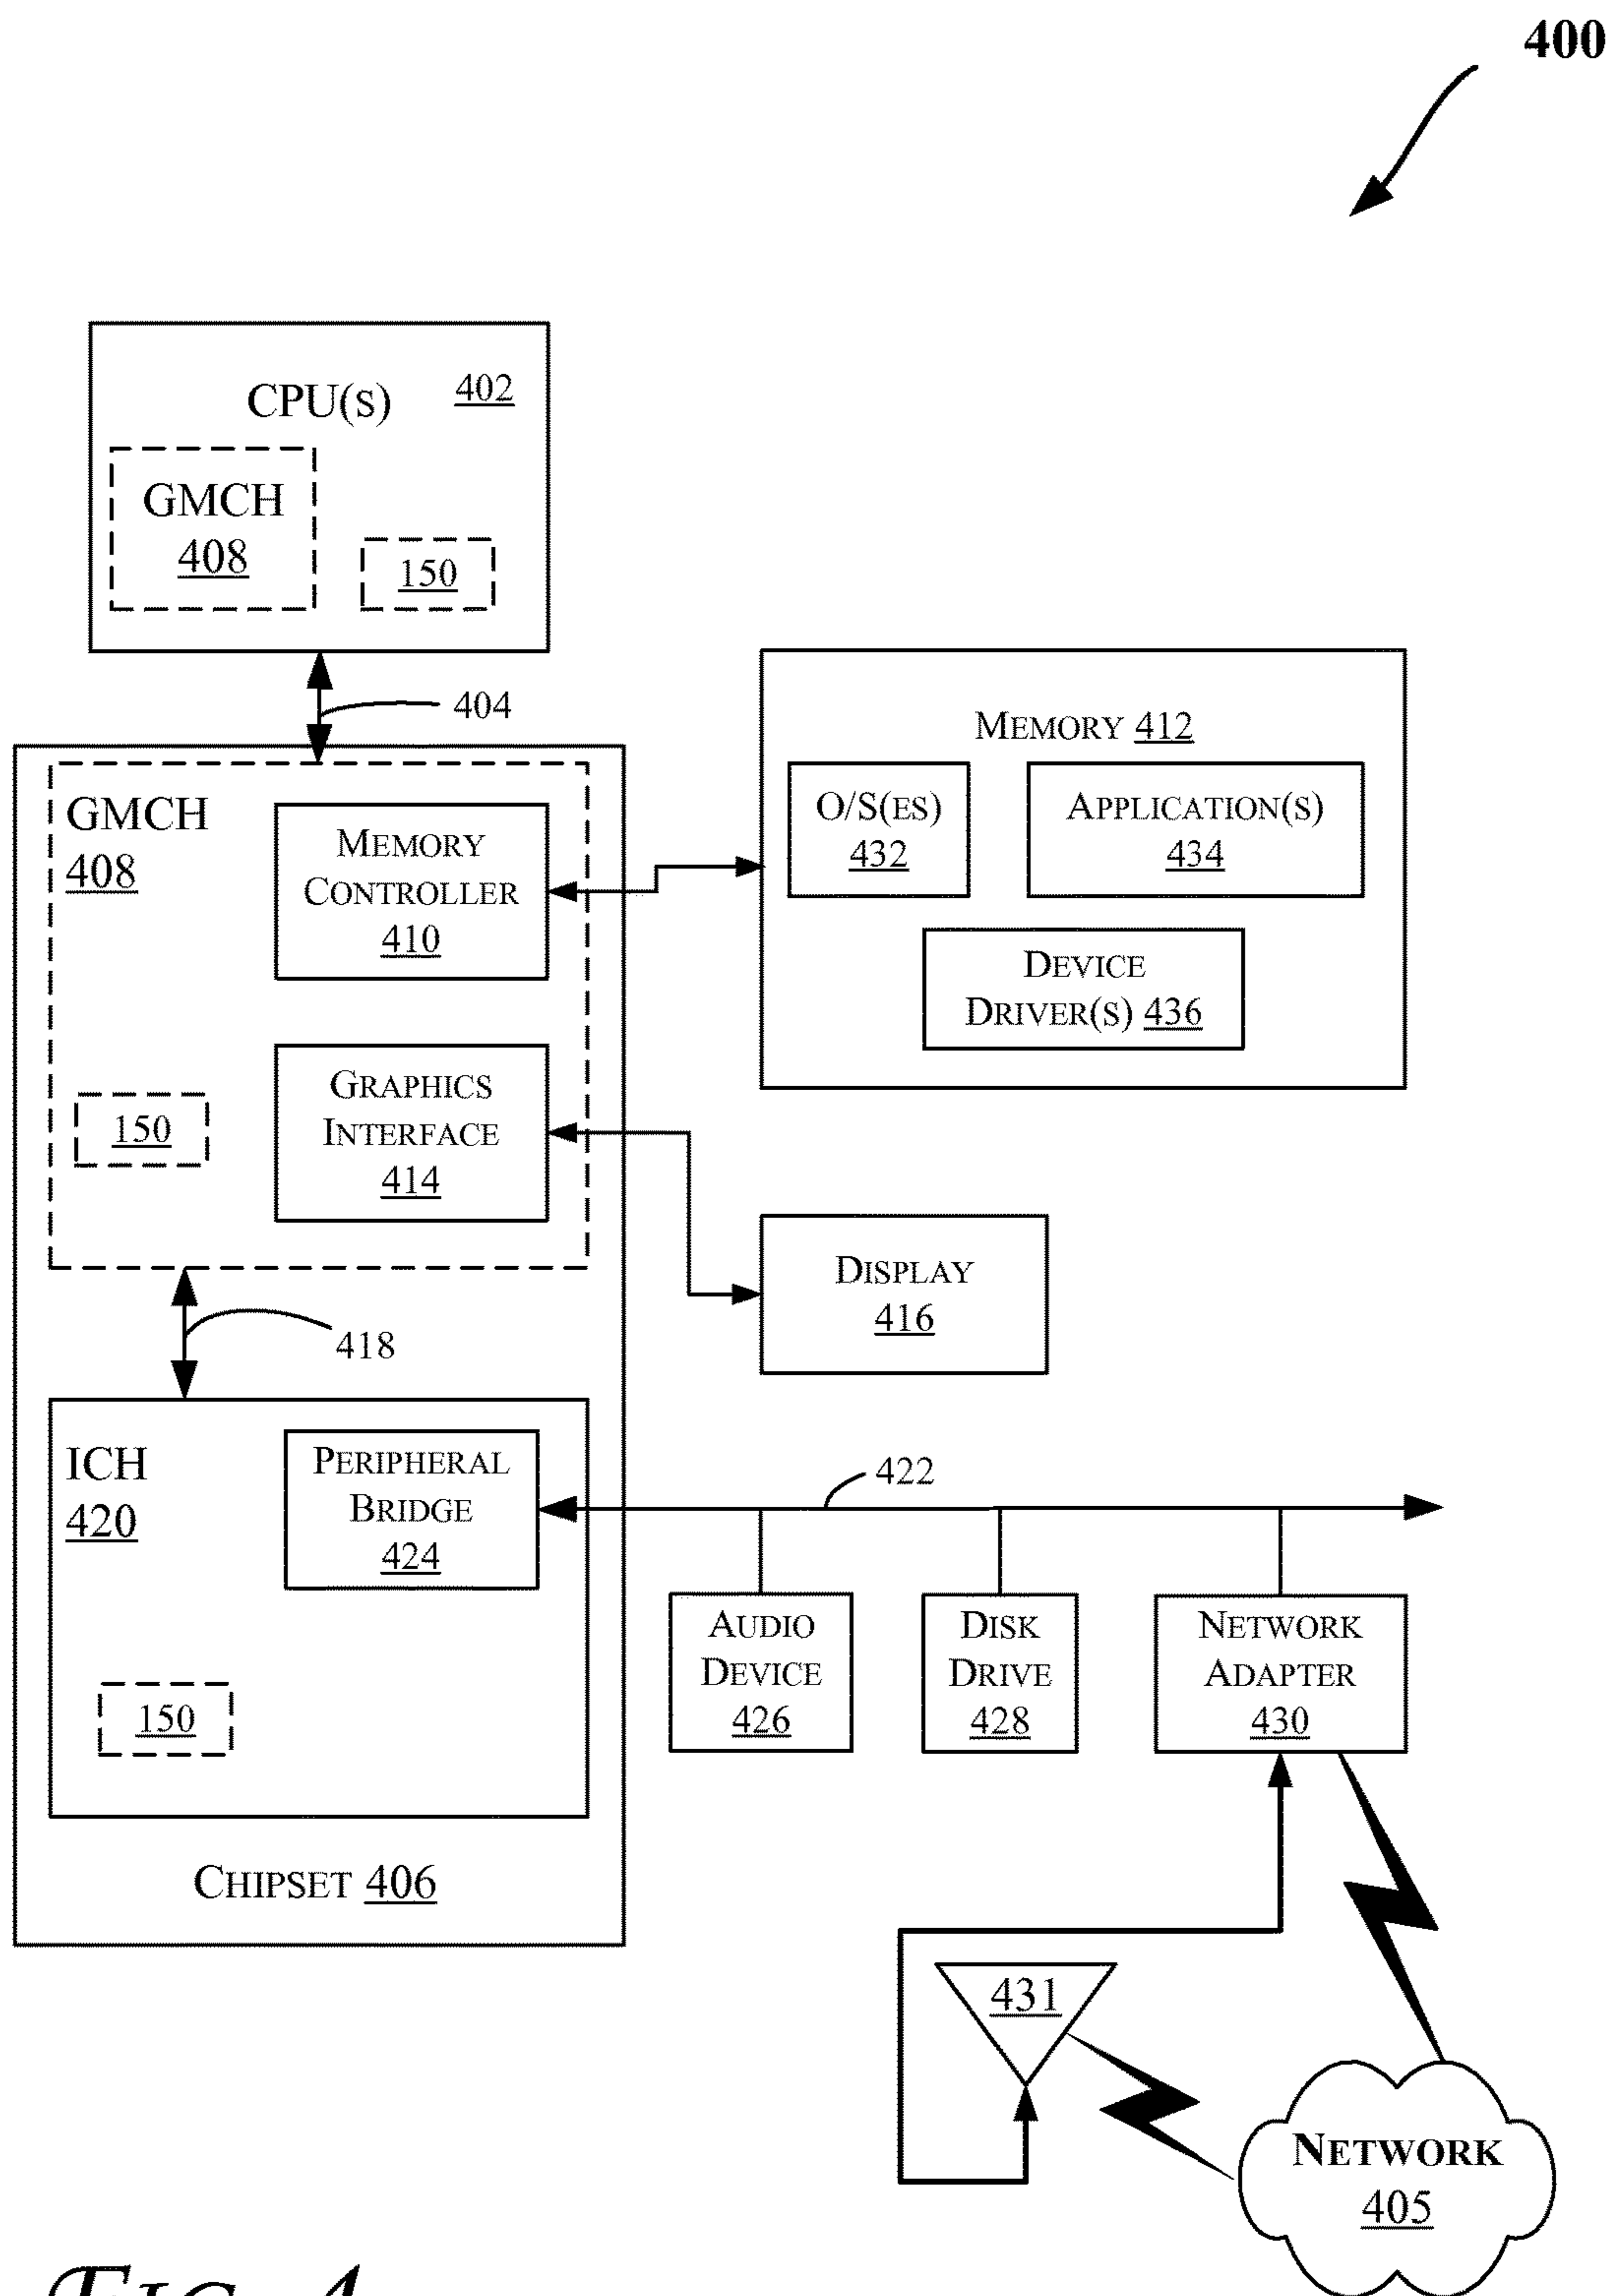 400
CPU(S)
402
GMCH
408
150
404
MEMORY 412
O/S(ES)
432
APPLICATION(S)
434
DEVICE
DRIVER(S) 436
GMCH
408
MEMORY
CONTROLLER
410
150
GRAPHICS
INTERFACE
414
DISPLAY
416
418
ICH
420
PERIPHERAL
BRIDGE
424
422
150
AUDIO
DEVICE
426
DISK
DRIVE
428
NETWORK
ADAPTER
430
CHIPSET 406
431
NETWORK
405
FIG. 4